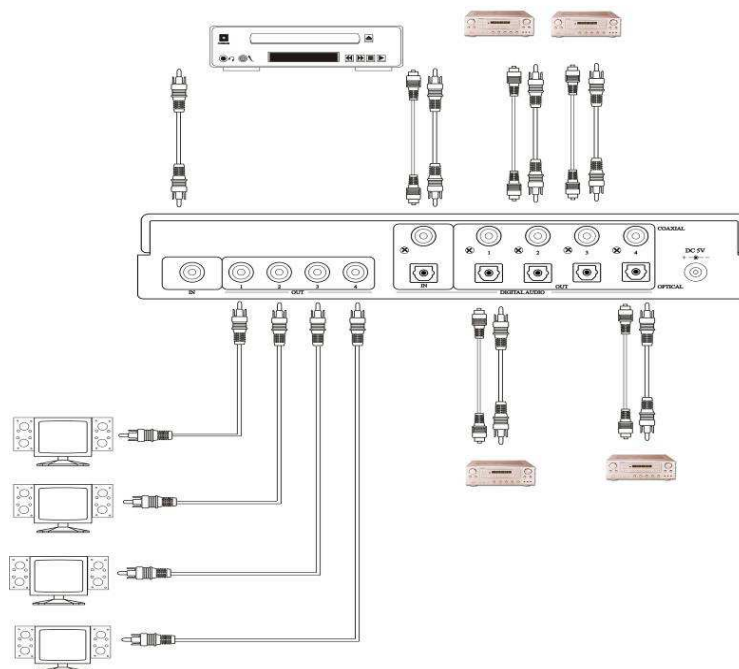 COAXIAL
1 2 3 4
DC 5V
IN 1 2 3 4
OUT
IN OUT
DIGITAL AUDIO
OPTICAL